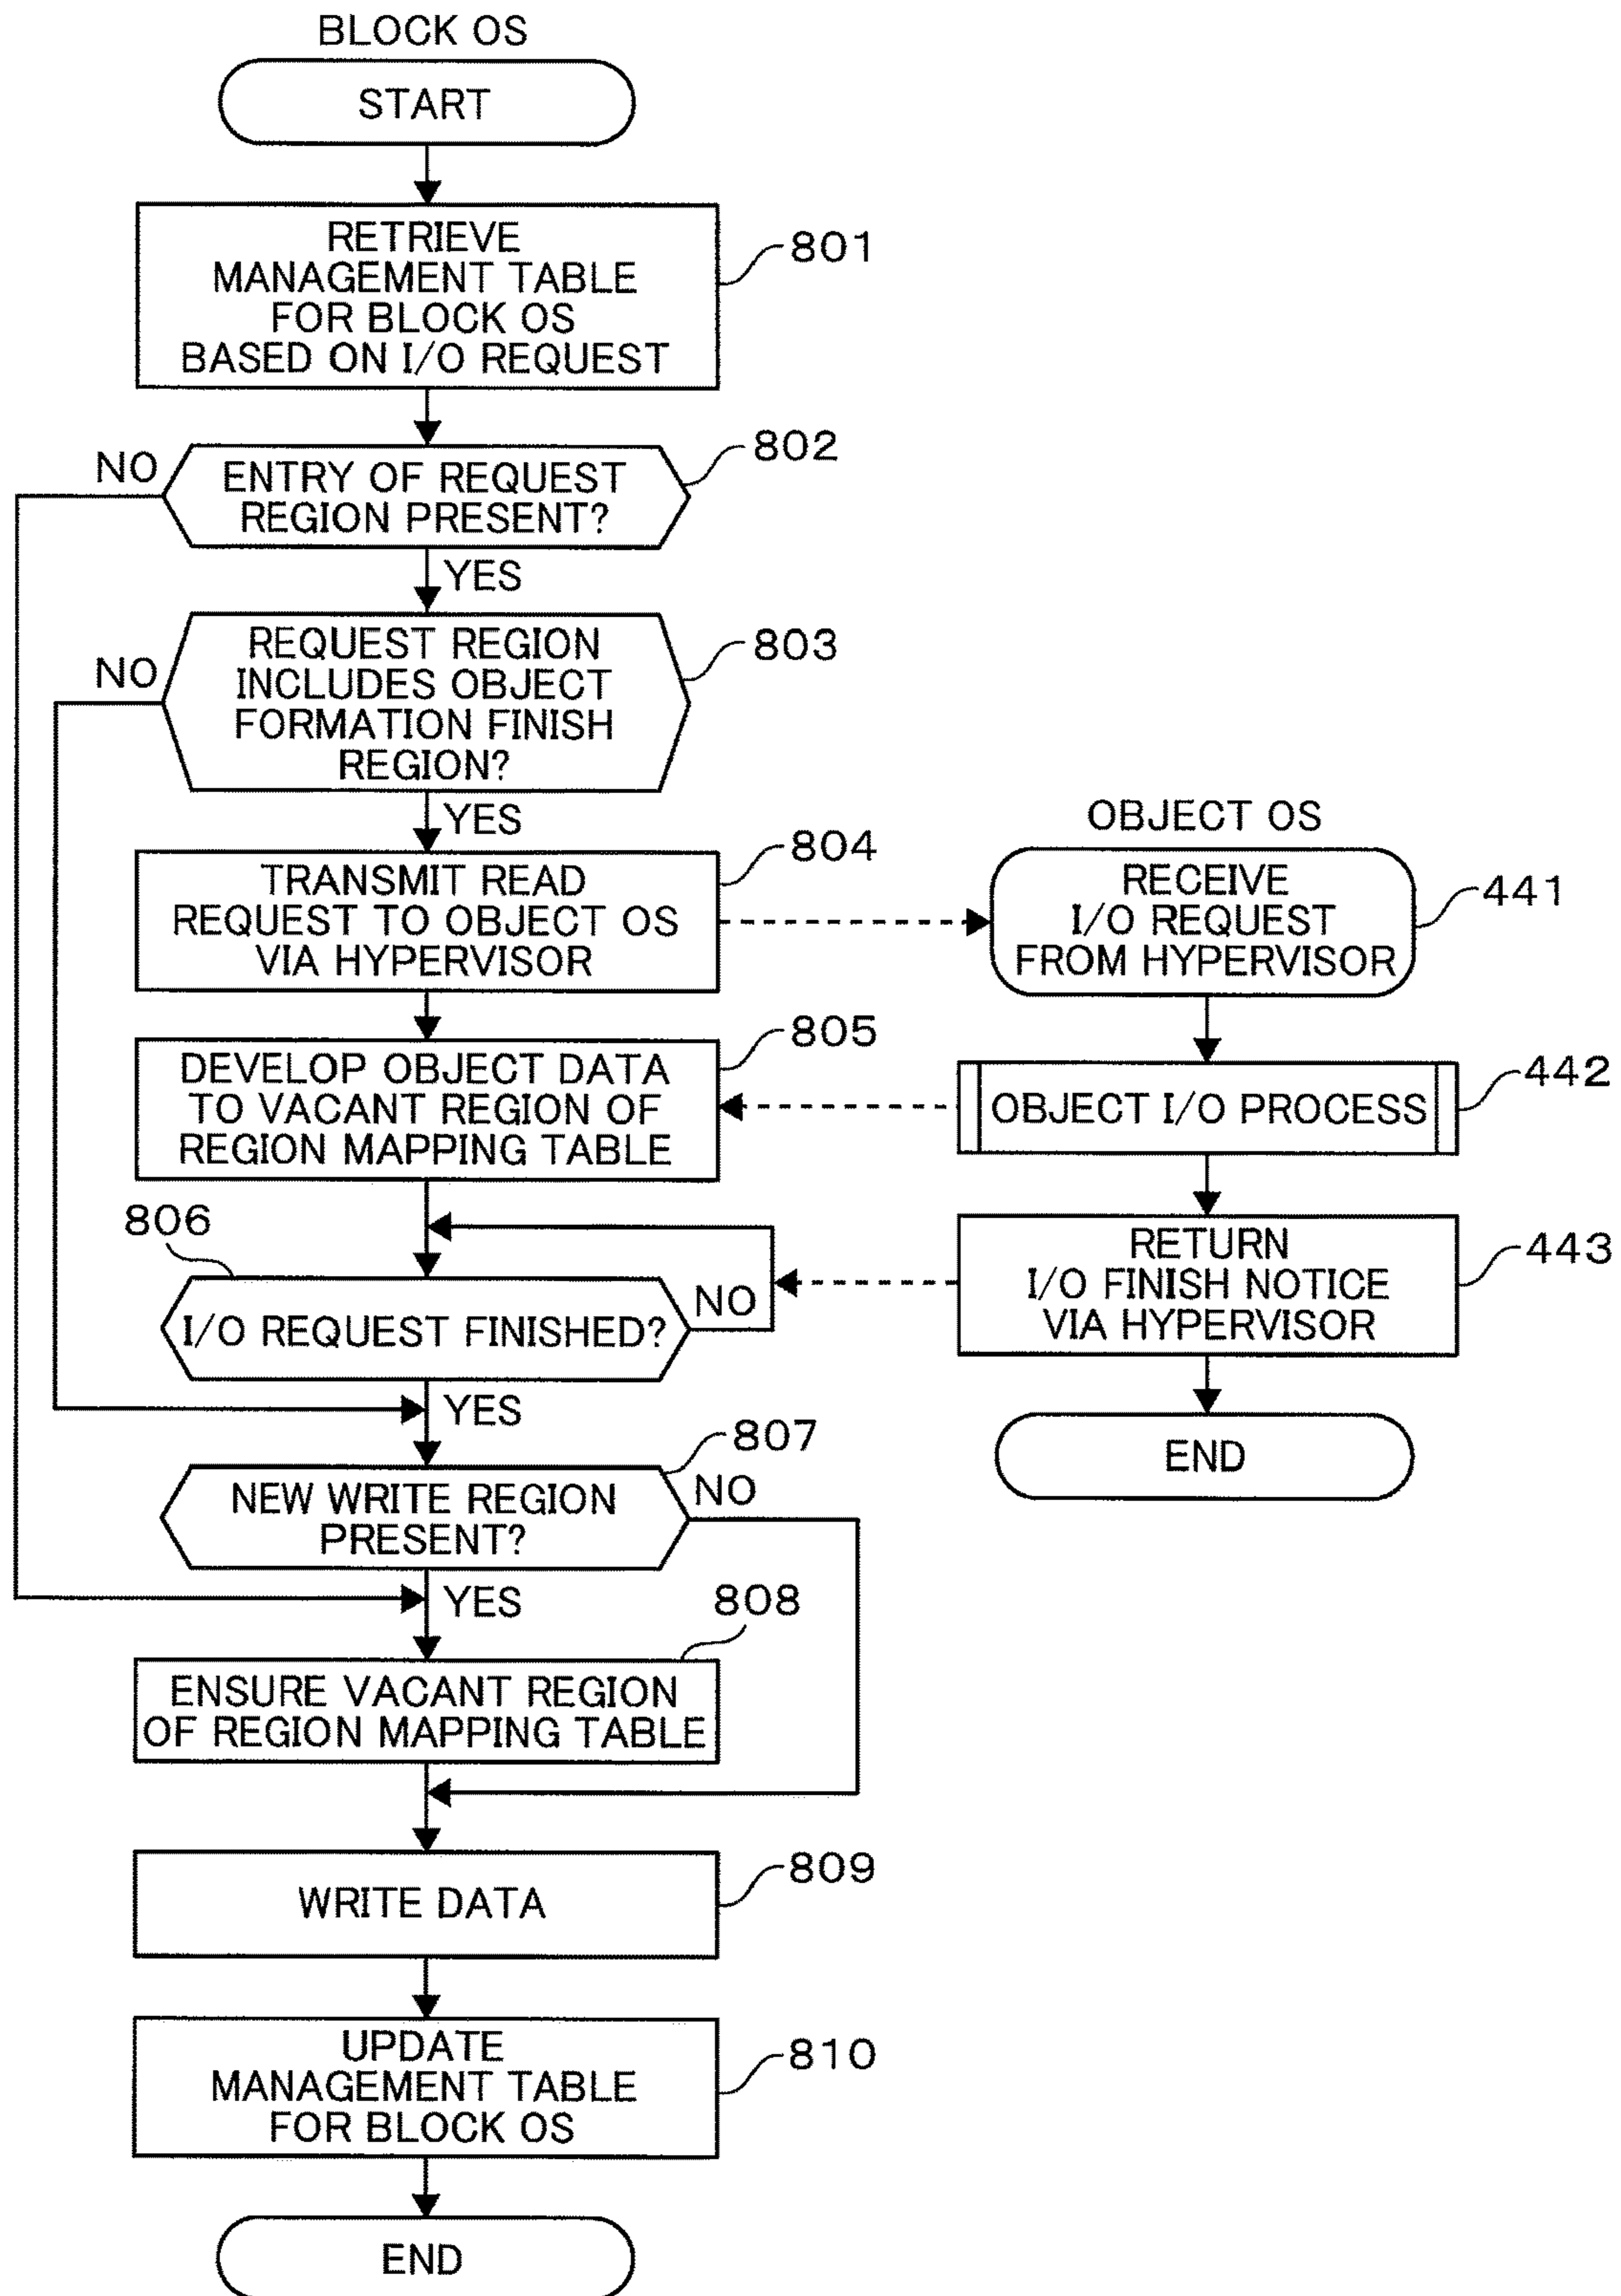 BLOCK OS
START
RETRIEVE
MANAGEMENT TABLE
FOR BLOCK OS
BASED ON I/O REQUEST
801
NO
ENTRY OF REQUEST
REGION PRESENT?
802
YES
NO
REQUEST REGION
INCLUDES OBJECT
FORMATION FINISH
REGION?
803
YES
TRANSMIT READ
REQUEST TO OBJECT OS
VIA HYPERVISOR
804
DEVELOP OBJECT DATA
TO VACANT REGION OF
REGION MAPPING TABLE
805
806
I/O REQUEST FINISHED?
NO
YES
NEW WRITE REGION
PRESENT?
807
NO
YES
808
ENSURE VACANT REGION
OF REGION MAPPING TABLE
WRITE DATA
809
UPDATE
MANAGEMENT TABLE
FOR BLOCK OS
810
END
OBJECT OS
RECEIVE
I/O REQUEST
FROM HYPERVISOR
441
OBJECT I/O PROCESS
442
RETURN
I/O FINISH NOTICE
VIA HYPERVISOR
443
END